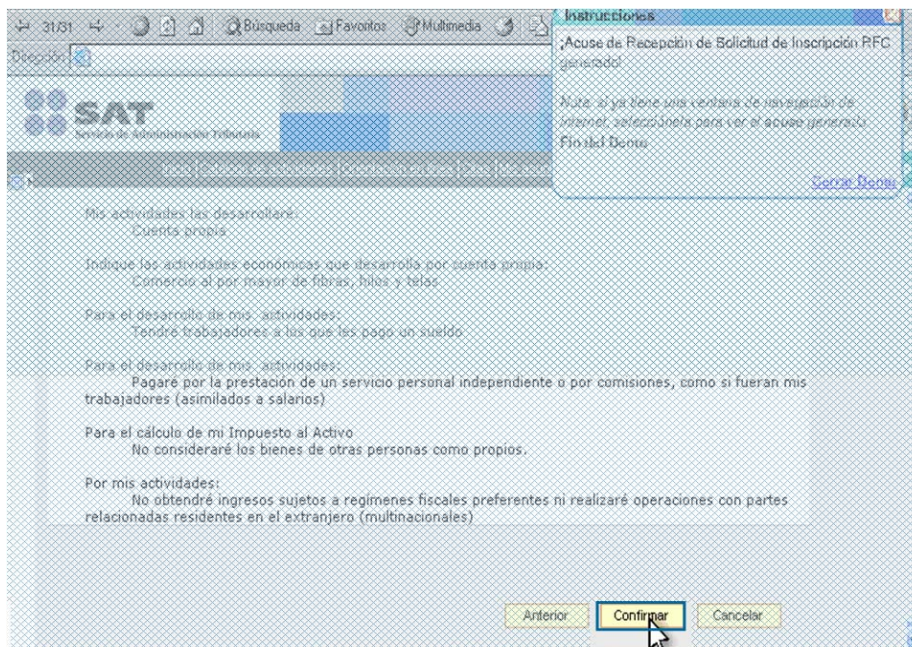 31/31 Búsqueda Favoritos Multimedia
Instrucciones
¡Acuse de Recepción de Solicitud de Inscripción RFC
generado!
Dirección
Nota: si ya tiene una ventana de navegación de
internet, selecciónela para ver el acuse generado
Fin del Demo
Cerrar Demo
SAT
Servicio de Administración Tributaria
Mis actividades las desarrollaré:
Cuenta propia
Indique las actividades económicas que desarrolla por cuenta propia:
Comercio al por mayor de fibras, hilos y telas
Para el desarrollo de mis actividades:
Tendré trabajadores a los que les pago un sueldo
Para el desarrollo de mis actividades:
Pagaré por la prestación de un servicio personal independiente o por comisiones, como si fueran mis
trabajadores (asimilados a salarios)
Para el cálculo de mi Impuesto al Activo
No consideraré los bienes de otras personas como propios.
Por mis actividades:
No obtendré ingresos sujetos a regímenes fiscales preferentes ni realizaré operaciones con partes
relacionadas residentes en el extranjero (multinacionales)
Anterior Confirmar Cancelar